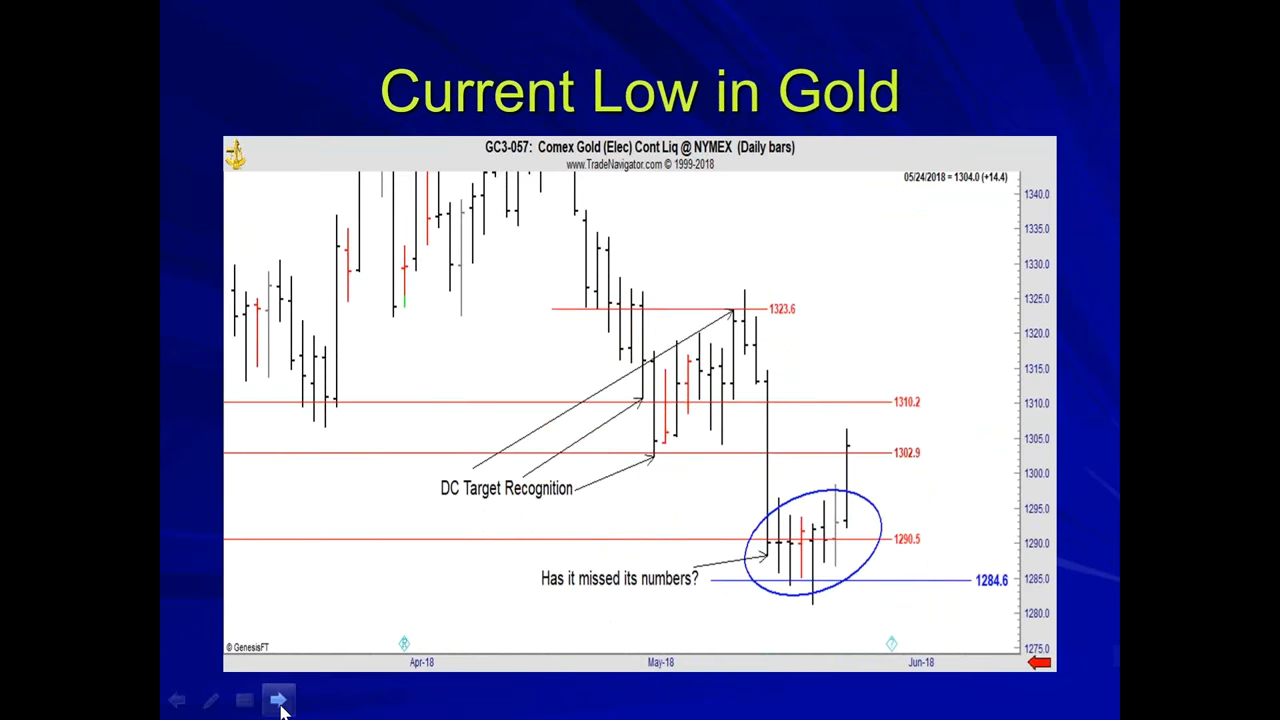 Current Low in Gold
GC3-057: Comex Gold (Elec) Cont Liq @ NYMEX (Daily bars)
www.TradeNavigator.com © 1999-2018
05/24/2018 = 1304.0 (+14.4)
1340.0
1335.0
1330.0
1325.0
1323.6
1320.0
1315.0
1310.2
1310.0
1305.0
1302.9
1300.0
DC Target Recognition
1295.0
1290.5
1290.0
Has it missed its numbers?
1284.6
1285.0
1280.0
R
?
© GenesisFT
1275.0
Apr-18
May-18
Jun-18